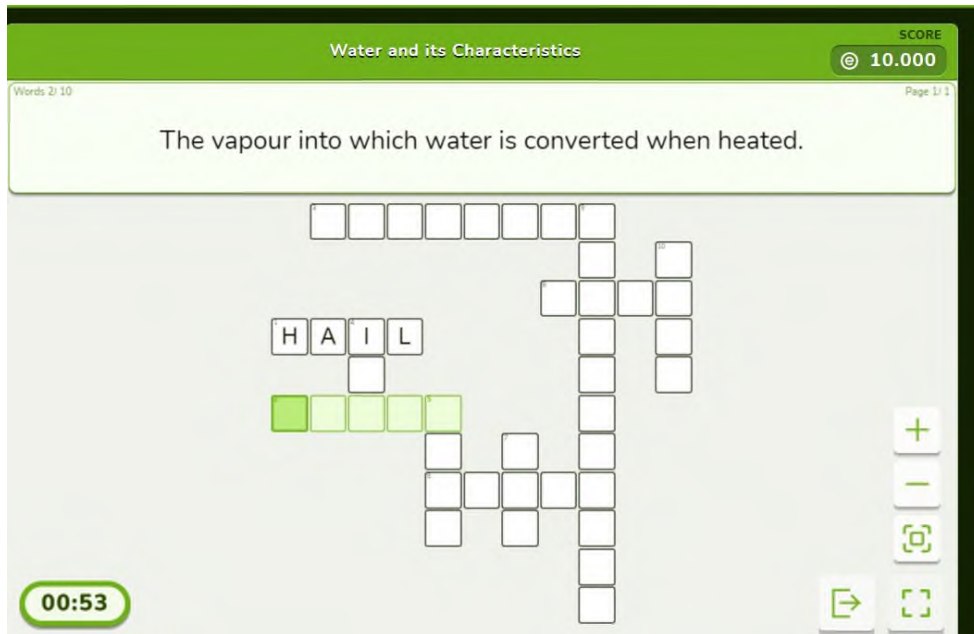 SCORE
Water and its Characteristics
10.000
Words 2/ 10
Page 1/ 1
The vapour into which water is converted when heated.
10
H A I L
00:53